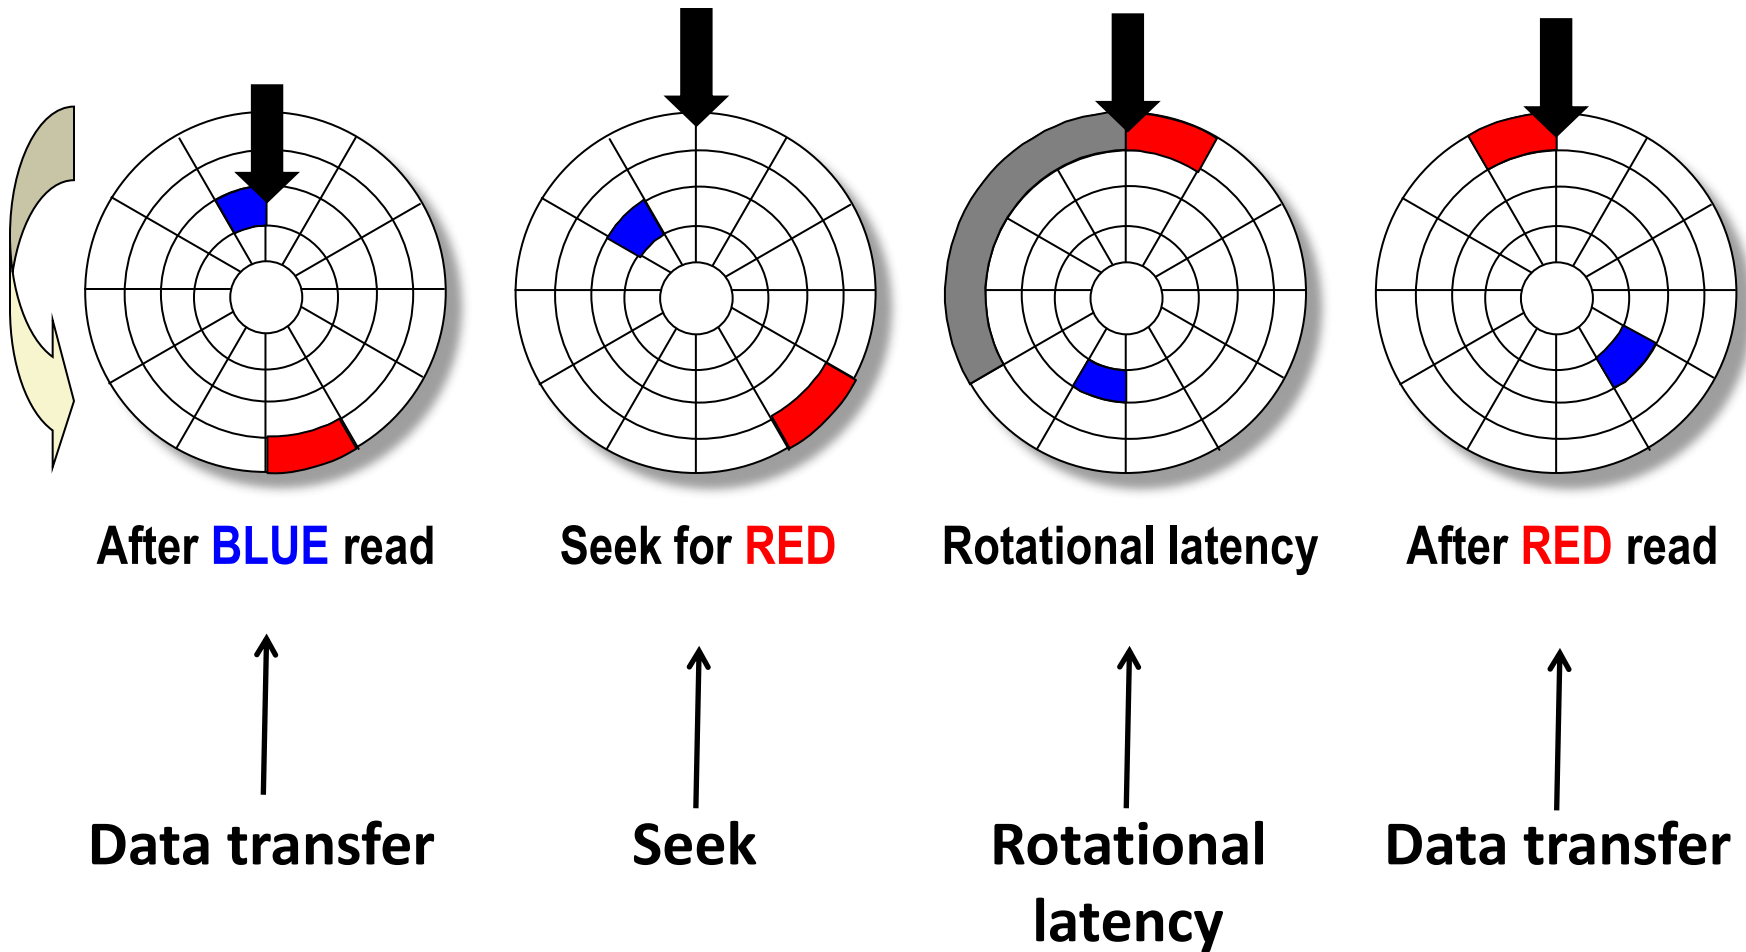 After BLUE read
Seek for RED
Rotational latency
After RED read
Data transfer
Seek
Rotational
latency
Data transfer